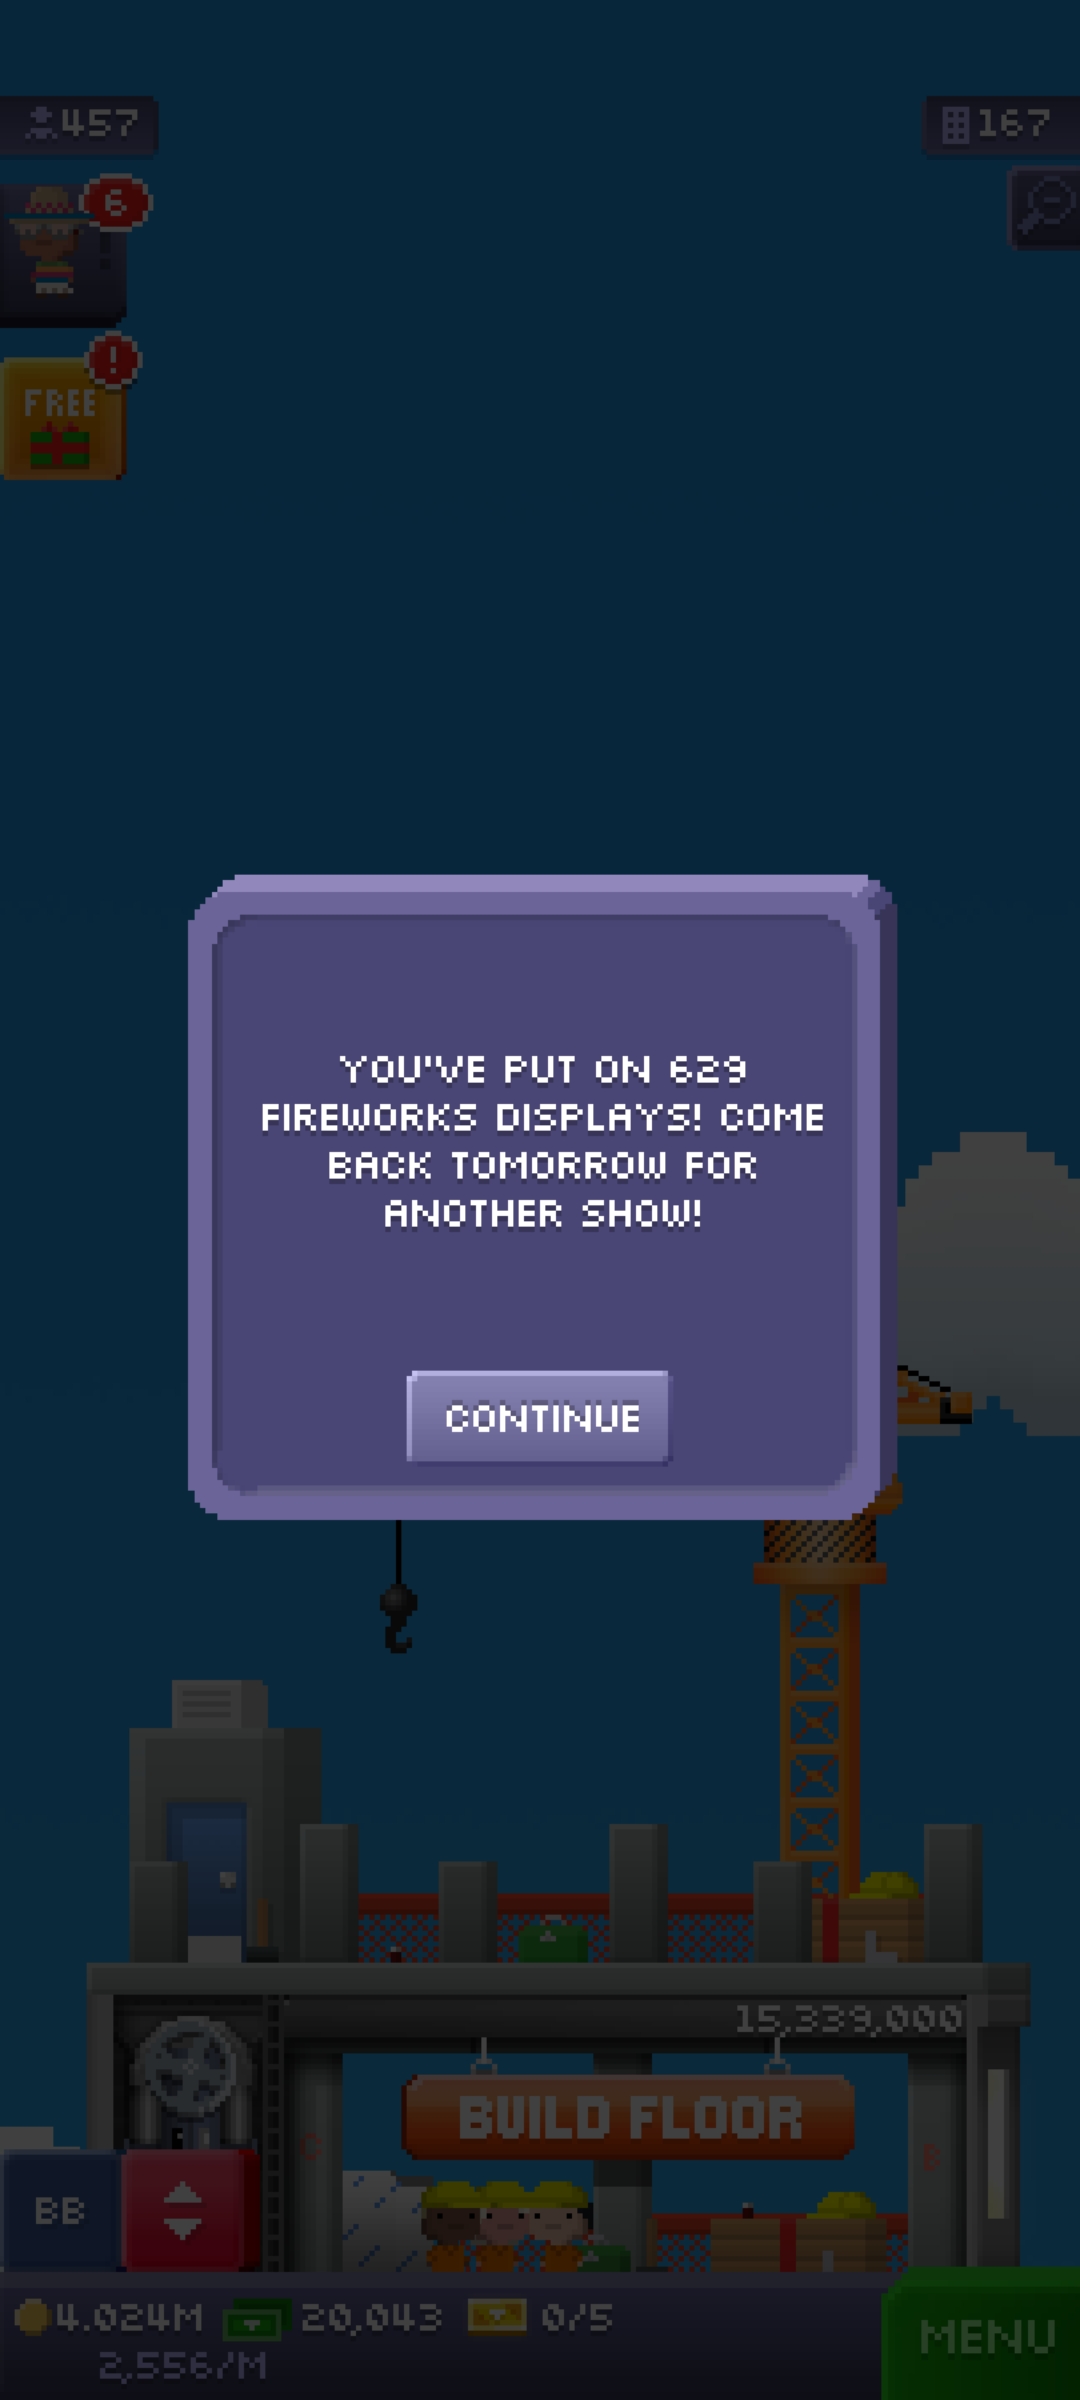 457
167
6
!
FREE
YOU'VE PUT ON 629
FIREWORKS DISPLAYS! COME
BACK TOMORROW FOR
ANOTHER SHOW!
CONTINUE
15,339,000
BUILD FLOOR
C
B
BB
4.024M 20,043 0/5
2,556/M
MENU